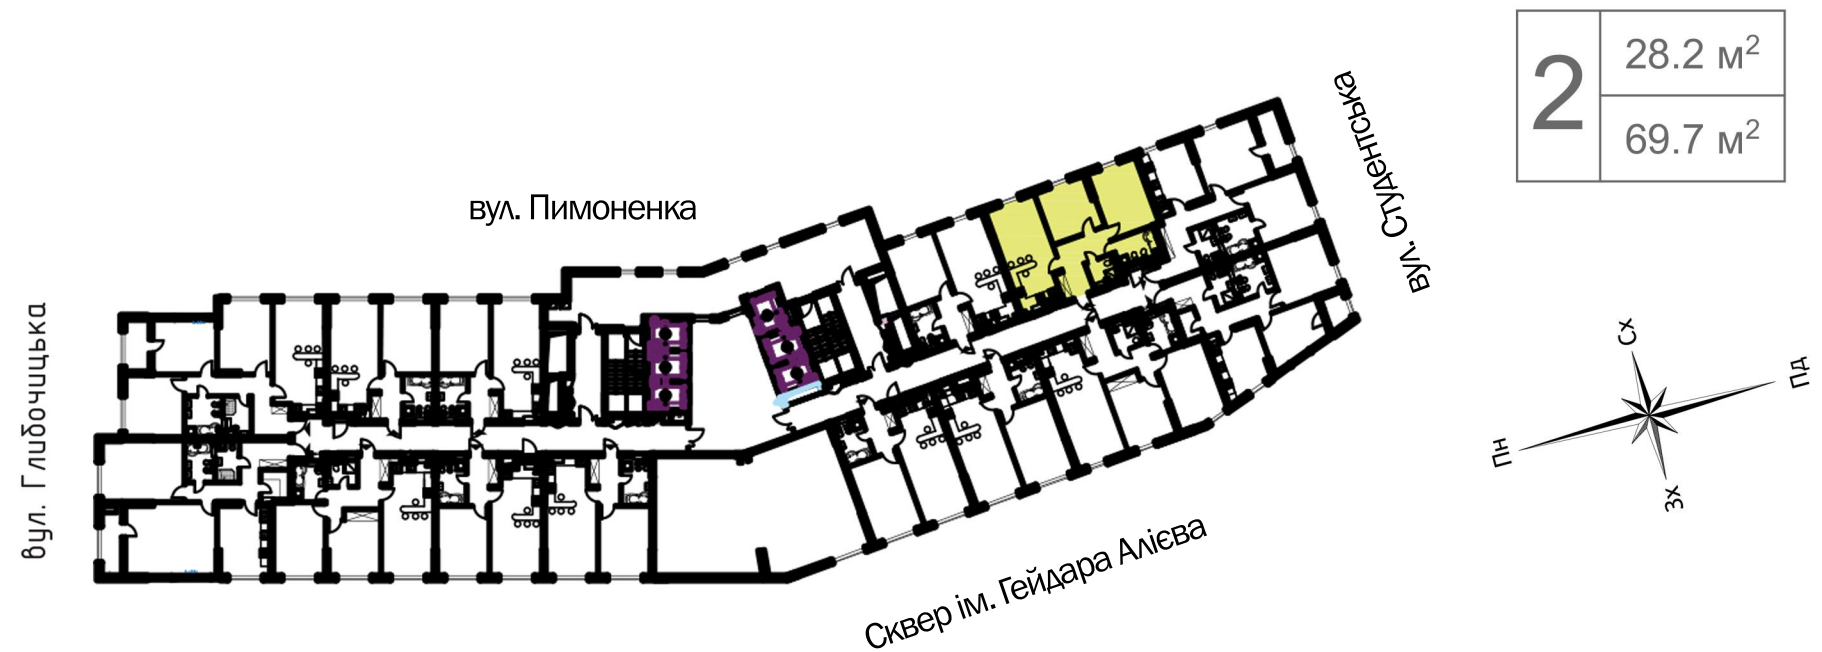 2
28.2 м²
69.7 м²
вул. Студентська
вул. Пимоненка
вул. Глибочицька
Сквер ім. Гейдара Алієва
Сх
Пд
Пн
Зх